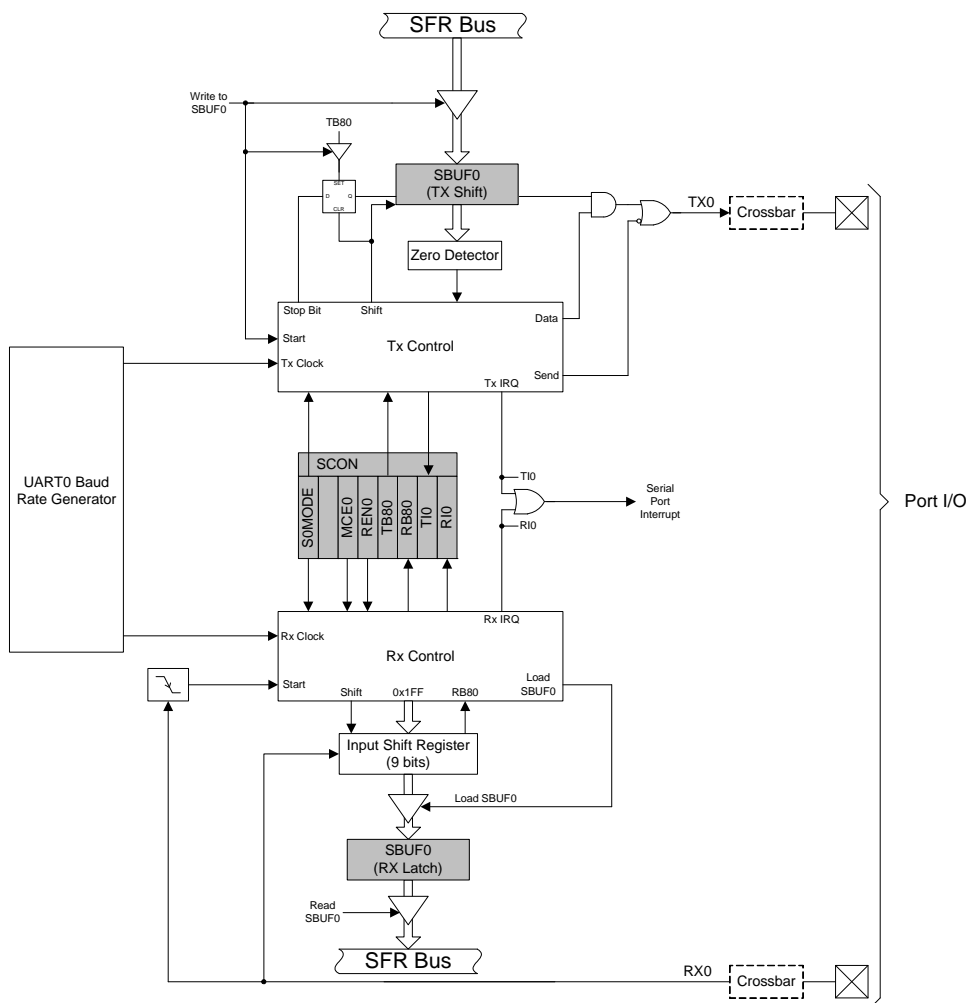 SFR Bus
Write to
SBUF0
TB80
SET
D
Q
CLR
SBUF0
(TX Shift)
TX0
Crossbar
Zero Detector
Stop Bit
Shift
Data
Start
Tx Control
Tx Clock
Send
Tx IRQ
UART0 Baud
Rate Generator
SCON
S0MODE
MCE0
REN0
TB80
RB80
TI0
RI0
TI0
Serial
Port
Interrupt
RI0
Port I/O
Rx IRQ
Rx Clock
Rx Control
Start
Load
SBUF0
Shift
0x1FF
RB80
Input Shift Register
(9 bits)
Load SBUF0
SBUF0
(RX Latch)
Read
SBUF0
SFR Bus
RX0
Crossbar